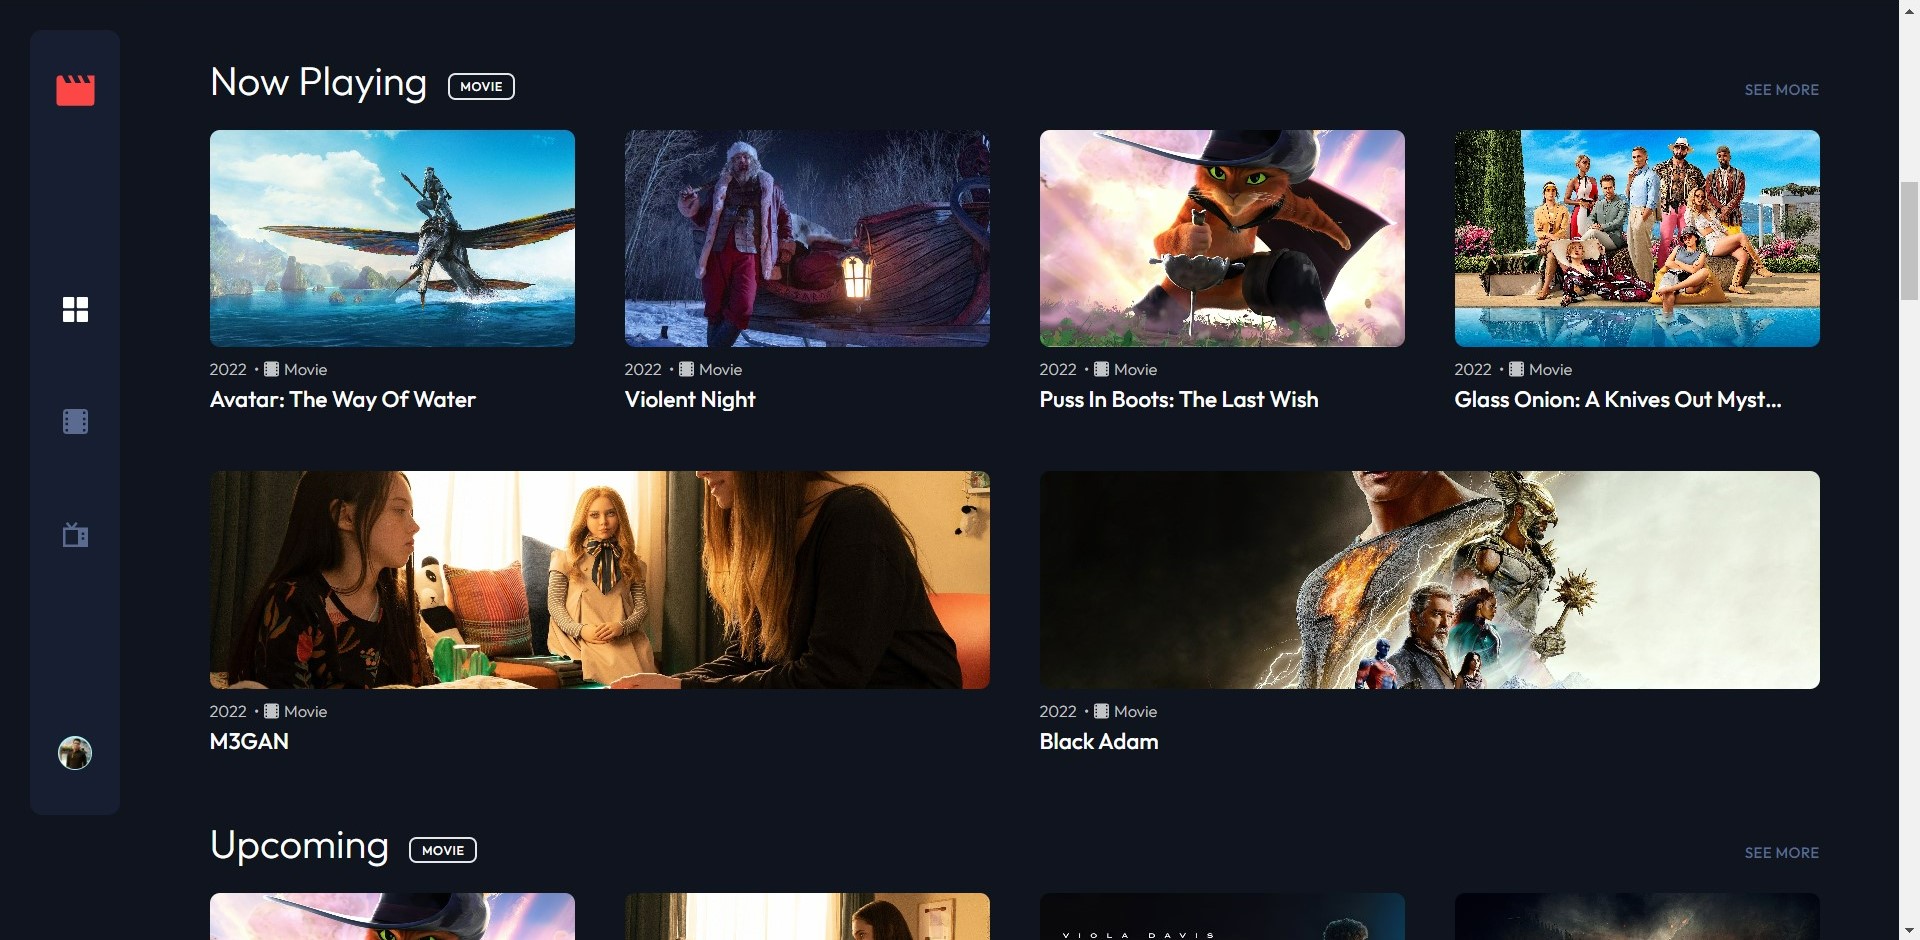 Now Playing MOVIE SEE MORE
2022 • Movie
Avatar: The Way Of Water
2022 • Movie
Violent Night
2022 • Movie
Puss In Boots: The Last Wish
2022 • Movie
Glass Onion: A Knives Out Myst...
2022 • Movie
M3GAN
2022 • Movie
Black Adam
Upcoming MOVIE SEE MORE
VIOLA DAVIS